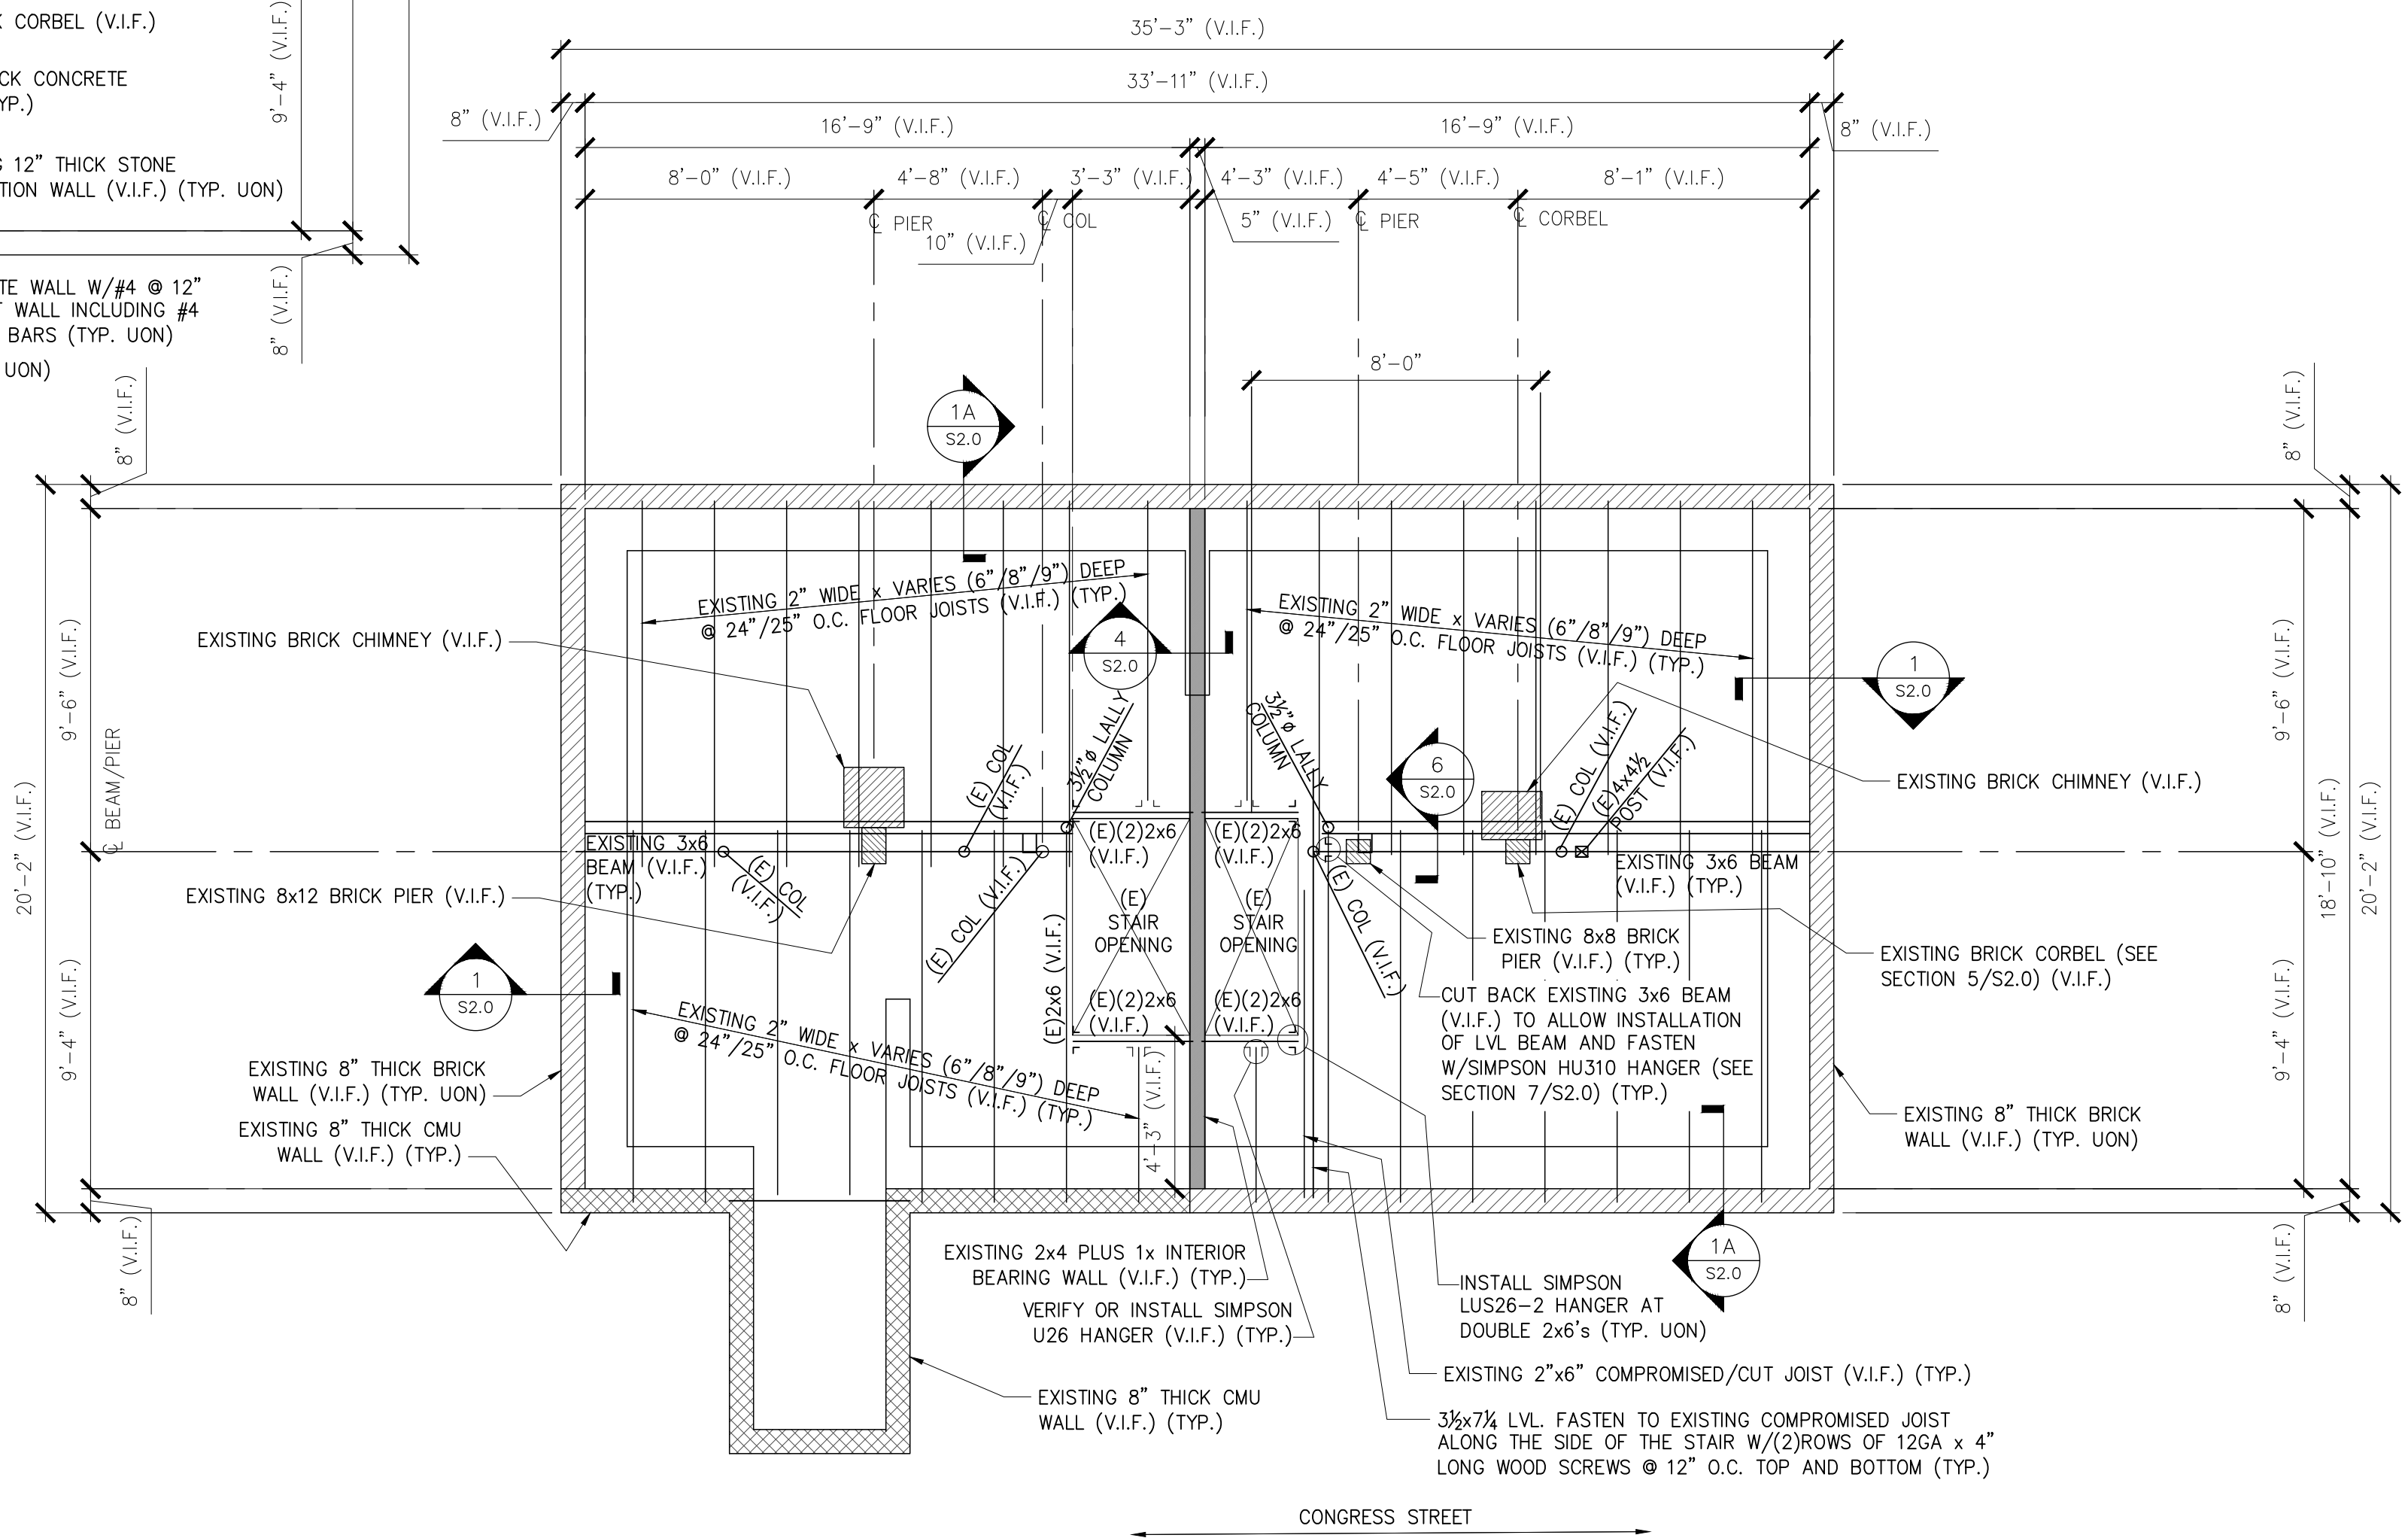 K CORBEL (V.I.F.)
CK CONCRETE
YP.)
G 12" THICK STONE
TION WALL (V.I.F.) (TYP. UON)
TE WALL W/#4 @ 12"
T WALL INCLUDING #4
BARS (TYP. UON)
UON)
9'-4" (V.I.F.)
8" (V.I.F.)
35'-3" (V.I.F.)
33'-11" (V.I.F.)
8" (V.I.F.)
16'-9" (V.I.F.)
16'-9" (V.I.F.)
8" (V.I.F.)
8'-0" (V.I.F.)
4'-8" (V.I.F.)
3'-3" (V.I.F.)
4'-3" (V.I.F.)
4'-5" (V.I.F.)
8'-1" (V.I.F.)
℄ PIER
10" (V.I.F.)
℄ COL
5" (V.I.F.)
℄ PIER
℄ CORBEL
8'-0"
8" (V.I.F.)
8" (V.I.F.)
1A
S2.0
EXISTING 2" WIDE x VARIES (6"/8"/9") DEEP
@ 24"/25" O.C. FLOOR JOISTS (V.I.F.) (TYP.)
EXISTING 2" WIDE x VARIES (6"/8"/9") DEEP
@ 24"/25" O.C. FLOOR JOISTS (V.I.F.) (TYP.)
4
S2.0
1
S2.0
EXISTING BRICK CHIMNEY (V.I.F.)
9'-6" (V.I.F.)
℄ BEAM/PIER
20'-2" (V.I.F.)
9'-4" (V.I.F.)
8" (V.I.F.)
3½"ø LALLY
COLUMN
3½"ø LALLY
COLUMN
(E) COL
(V.I.F.)
6
S2.0
(E) COL (V.I.F.)
(E)4x4½
POST (V.I.F.)
EXISTING BRICK CHIMNEY (V.I.F.)
9'-6" (V.I.F.)
18'-10" (V.I.F.)
20'-2" (V.I.F.)
9'-4" (V.I.F.)
8" (V.I.F.)
EXISTING 3x6
BEAM (V.I.F.)
(TYP.)
(E) COL
(V.I.F.)
(E) COL (V.I.F.)
(E)(2)2x6
(V.I.F.)
(E)(2)2x6
(V.I.F.)
(E)
STAIR
OPENING
(E)
STAIR
OPENING
(E)(2)2x6
(V.I.F.)
(E)(2)2x6
(V.I.F.)
(E)2x6 (V.I.F.)
(E) COL (V.I.F.)
EXISTING 3x6 BEAM
(V.I.F.) (TYP.)
EXISTING 8x12 BRICK PIER (V.I.F.)
EXISTING 8x8 BRICK
PIER (V.I.F.) (TYP.)
EXISTING BRICK CORBEL (SEE
SECTION 5/S2.0) (V.I.F.)
1
S2.0
CUT BACK EXISTING 3x6 BEAM
(V.I.F.) TO ALLOW INSTALLATION
OF LVL BEAM AND FASTEN
W/SIMPSON HU310 HANGER (SEE
SECTION 7/S2.0) (TYP.)
EXISTING 2" WIDE x VARIES (6"/8"/9") DEEP
@ 24"/25" O.C. FLOOR JOISTS (V.I.F.) (TYP.)
4'-3" (V.I.F.)
EXISTING 8" THICK BRICK
WALL (V.I.F.) (TYP. UON)
EXISTING 8" THICK CMU
WALL (V.I.F.) (TYP.)
EXISTING 8" THICK BRICK
WALL (V.I.F.) (TYP. UON)
1A
S2.0
EXISTING 2x4 PLUS 1x INTERIOR
BEARING WALL (V.I.F.) (TYP.)
VERIFY OR INSTALL SIMPSON
U26 HANGER (V.I.F.) (TYP.)
INSTALL SIMPSON
LUS26-2 HANGER AT
DOUBLE 2x6's (TYP. UON)
EXISTING 2"x6" COMPROMISED/CUT JOIST (V.I.F.) (TYP.)
EXISTING 8" THICK CMU
WALL (V.I.F.) (TYP.)
3½x7¼ LVL. FASTEN TO EXISTING COMPROMISED JOIST
ALONG THE SIDE OF THE STAIR W/(2)ROWS OF 12GA x 4"
LONG WOOD SCREWS @ 12" O.C. TOP AND BOTTOM (TYP.)
CONGRESS STREET